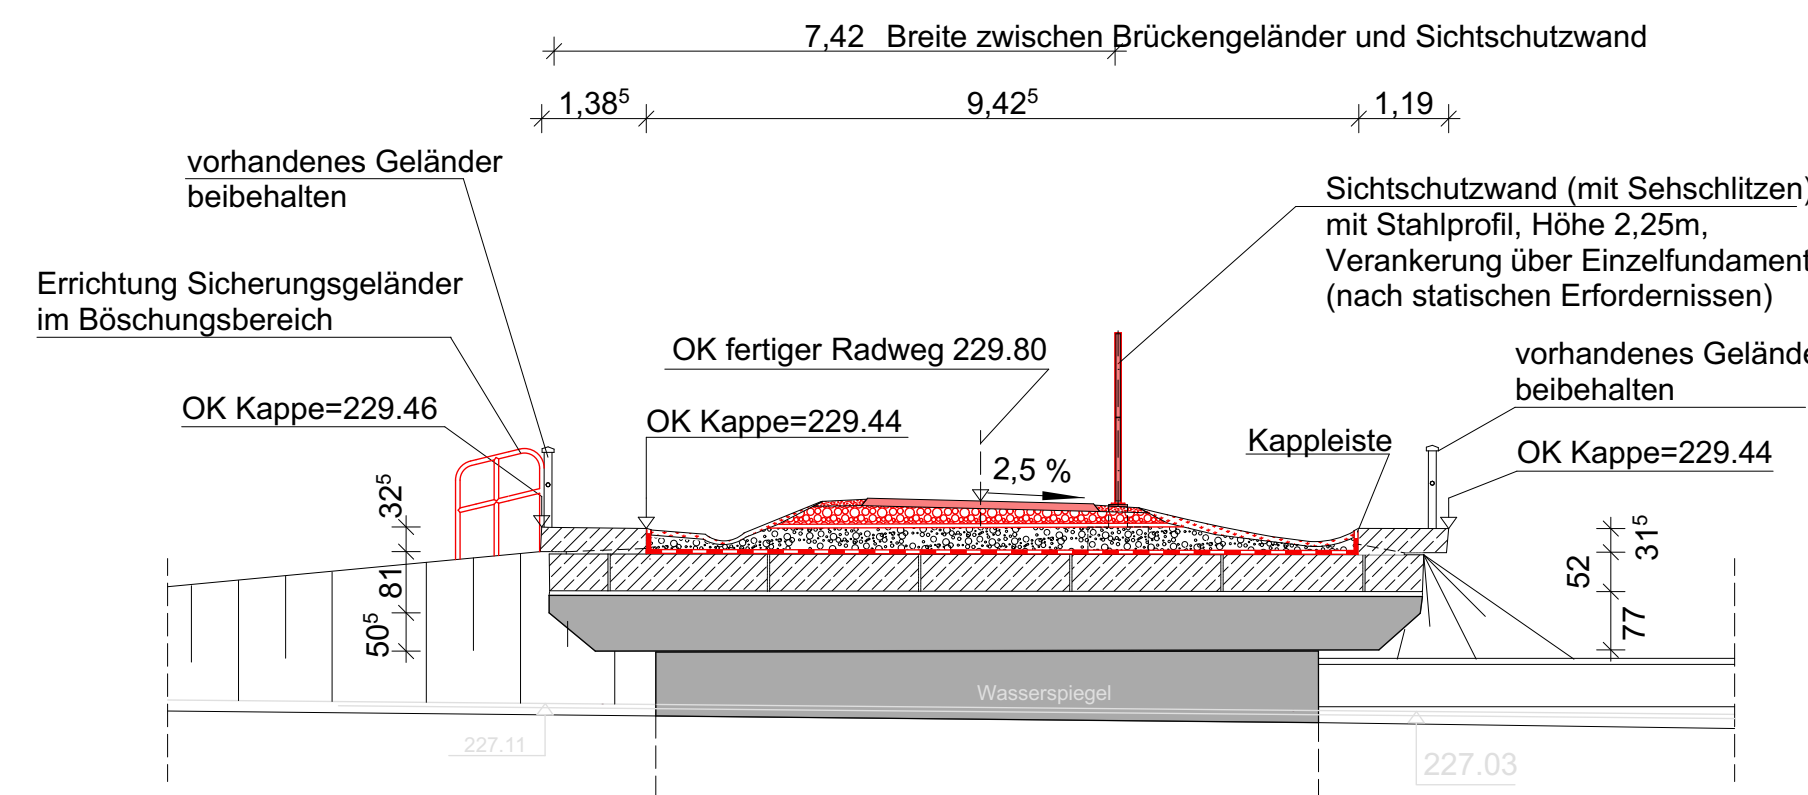 7,42 Breite zwischen Brückengeländer und Sichtschutzwand
1,38⁵ 9,42⁵ 1,19
vorhandenes Geländer
beibehalten
Sichtschutzwand (mit Sehschlitzen)
mit Stahlprofil, Höhe 2,25m,
Verankerung über Einzelfundament
(nach statischen Erfordernissen)
Errichtung Sicherungsgeländer
im Böschungsbereich
OK fertiger Radweg 229.80
vorhandenes Gelände
beibehalten
OK Kappe=229.46
OK Kappe=229.44
Kappleiste
OK Kappe=229.44
2,5 %
32⁵
81
50⁵
31⁵
52
77
Wasserspiegel
227.11
227.03